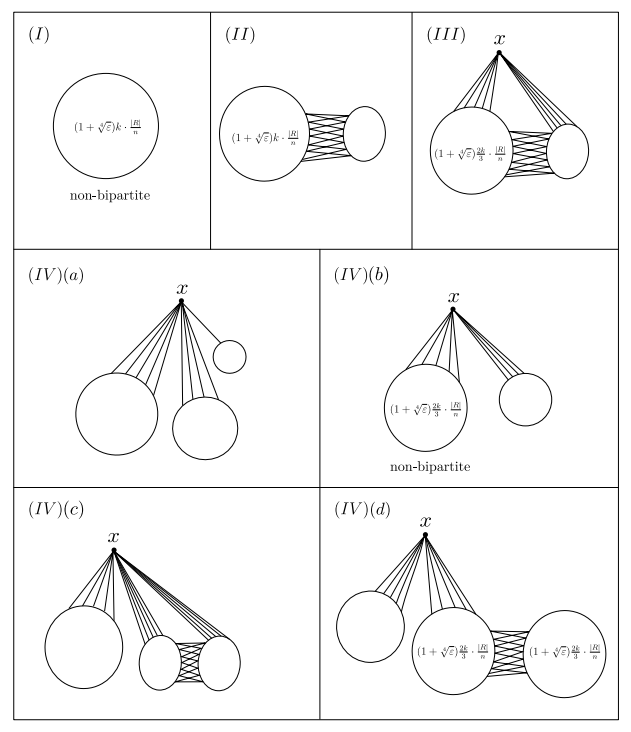 (I)
(1 + ∜ε)k · |R|/n
non-bipartite
(II)
(1 + ∜ε)k · |R|/n
(III)
x
(1 + ∜ε) 2k/3 · |R|/n
(IV)(a)
x
(IV)(b)
x
(1 + ∜ε) 2k/3 · |R|/n
non-bipartite
(IV)(c)
x
(IV)(d)
x
(1 + ∜ε) 2k/3 · |R|/n
(1 + ∜ε) 2k/3 · |R|/n